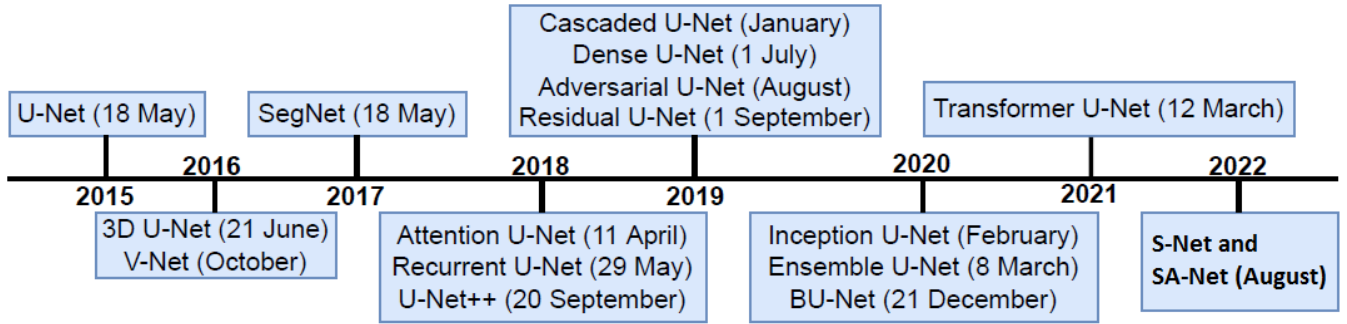 Cascaded U-Net (January)
Dense U-Net (1 July)
Adversarial U-Net (August)
Residual U-Net (1 September)
U-Net (18 May)
SegNet (18 May)
Transformer U-Net (12 March)
2016
2018
2020
2022
2015
2017
2019
2021
3D U-Net (21 June)
V-Net (October)
Attention U-Net (11 April)
Recurrent U-Net (29 May)
U-Net++ (20 September)
Inception U-Net (February)
Ensemble U-Net (8 March)
BU-Net (21 December)
S-Net and
SA-Net (August)